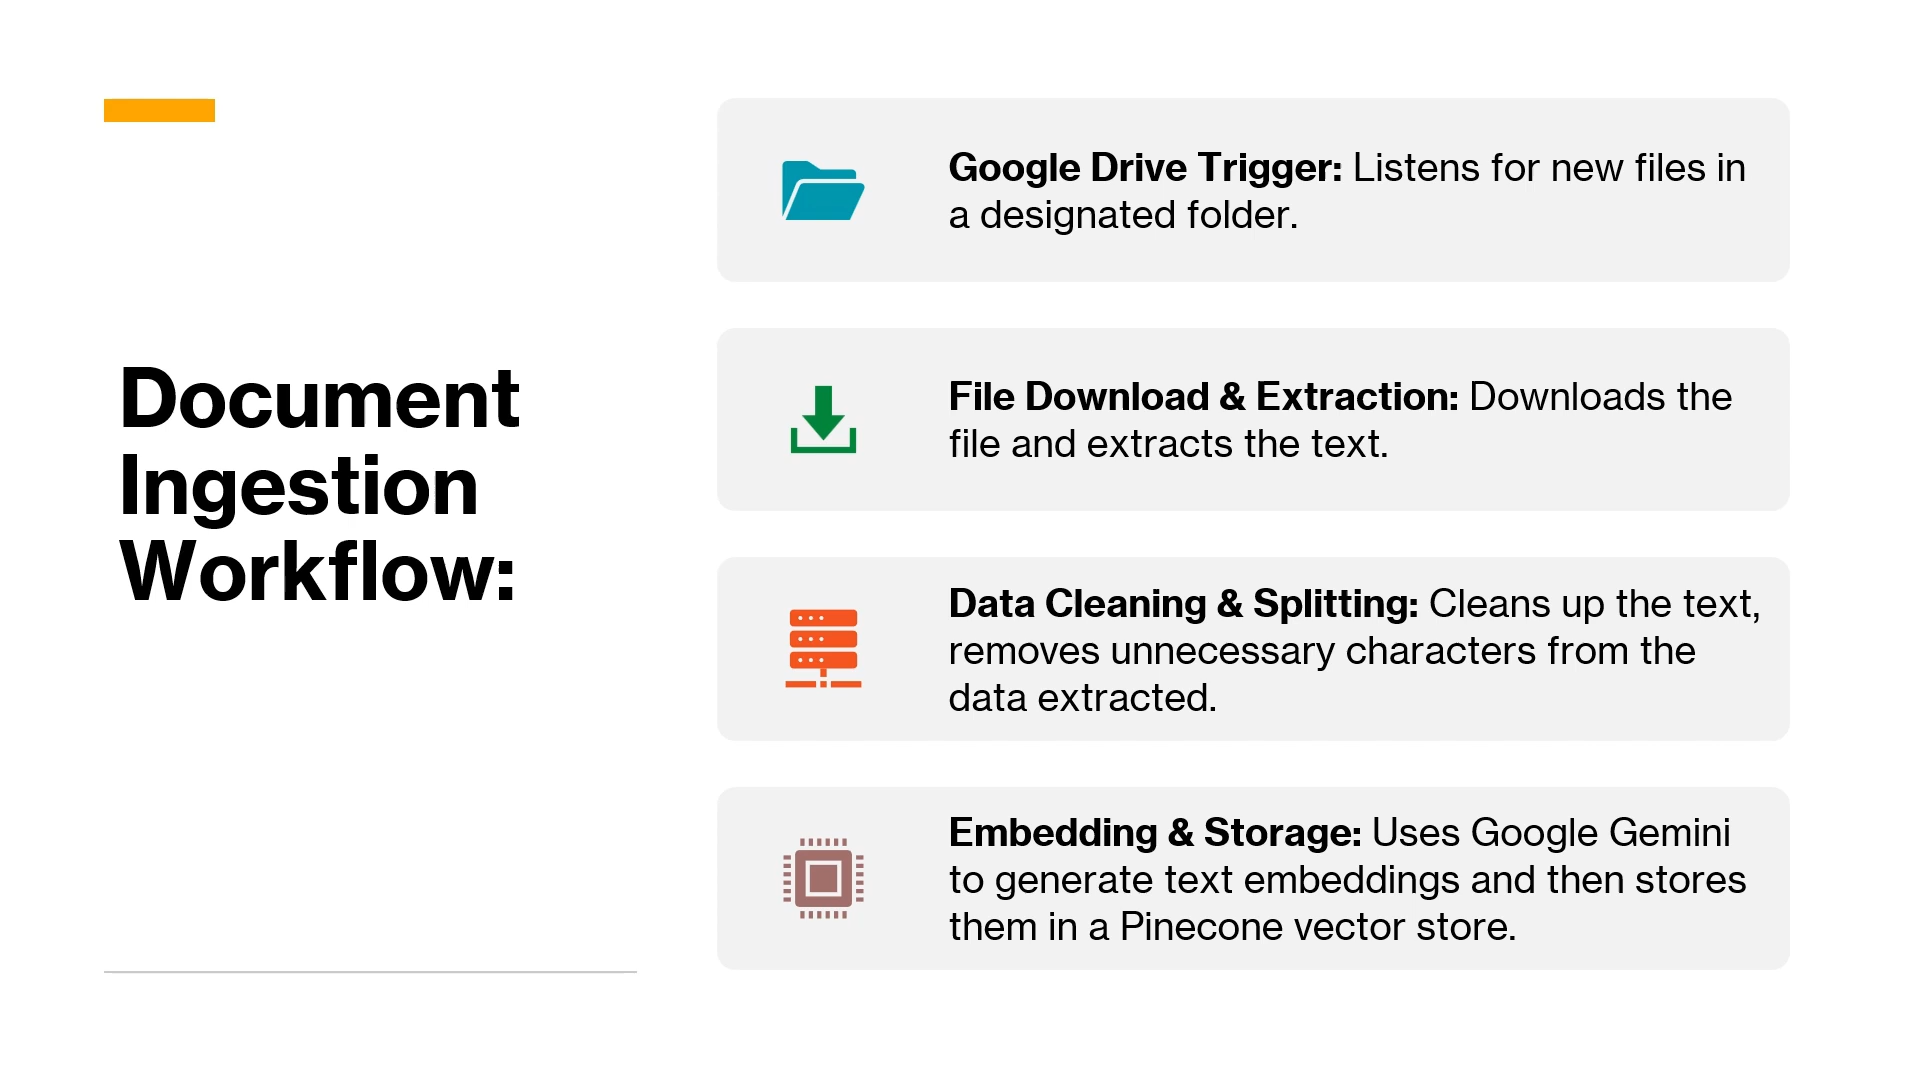 Document
Ingestion
Workflow:
Google Drive Trigger: Listens for new files in
a designated folder.
File Download & Extraction: Downloads the
file and extracts the text.
Data Cleaning & Splitting: Cleans up the text,
removes unnecessary characters from the
data extracted.
Embedding & Storage: Uses Google Gemini
to generate text embeddings and then stores
them in a Pinecone vector store.